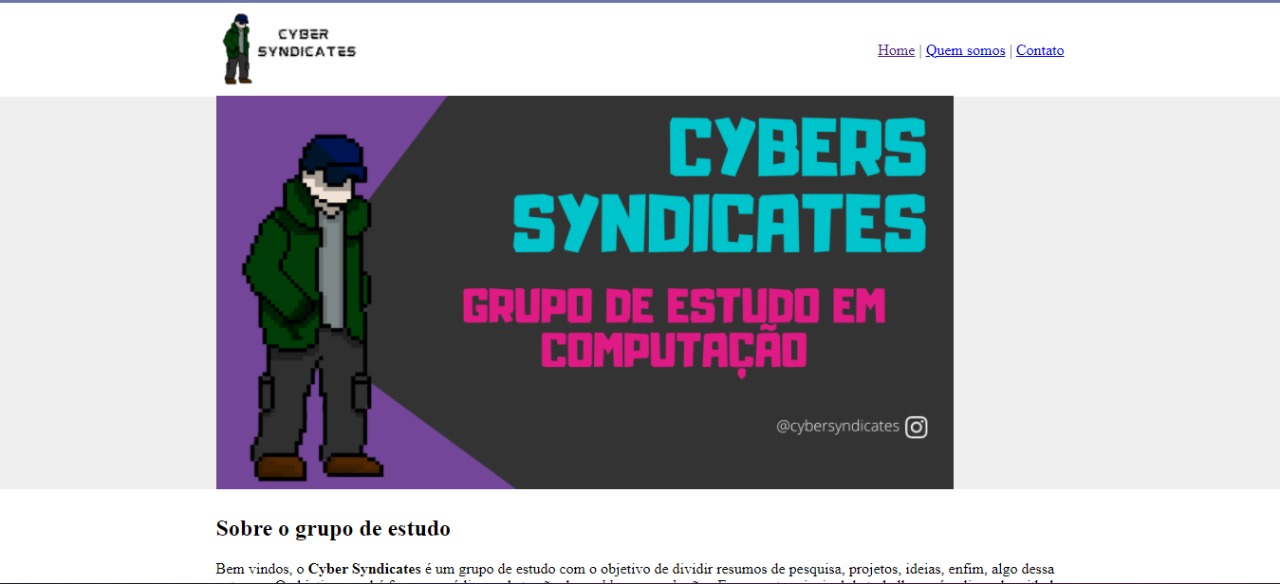 CYBER
SYNDICATES
Home | Quem somos | Contato
CYBERS
SYNDICATES
GRUPO DE ESTUDO EM
COMPUTAÇÃO
@cybersyndicates
Sobre o grupo de estudo
Bem vindos, o Cyber Syndicates é um grupo de estudo com o objetivo de dividir resumos de pesquisa, projetos, ideias, enfim, algo dessa